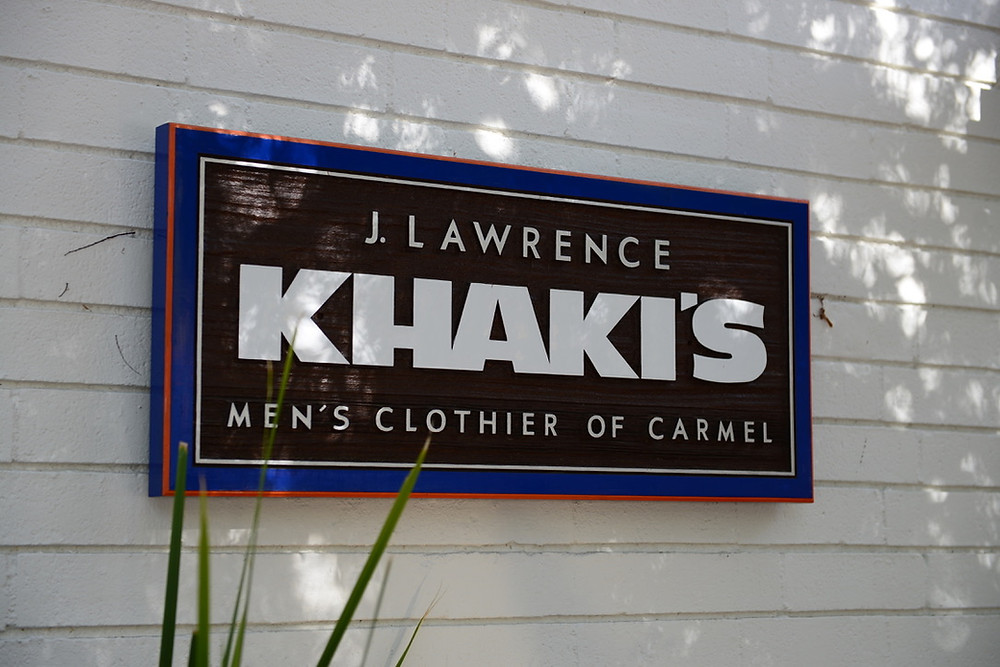 J. LAWRENCE
KHAKI'S
MEN'S CLOTHIER OF CARMEL